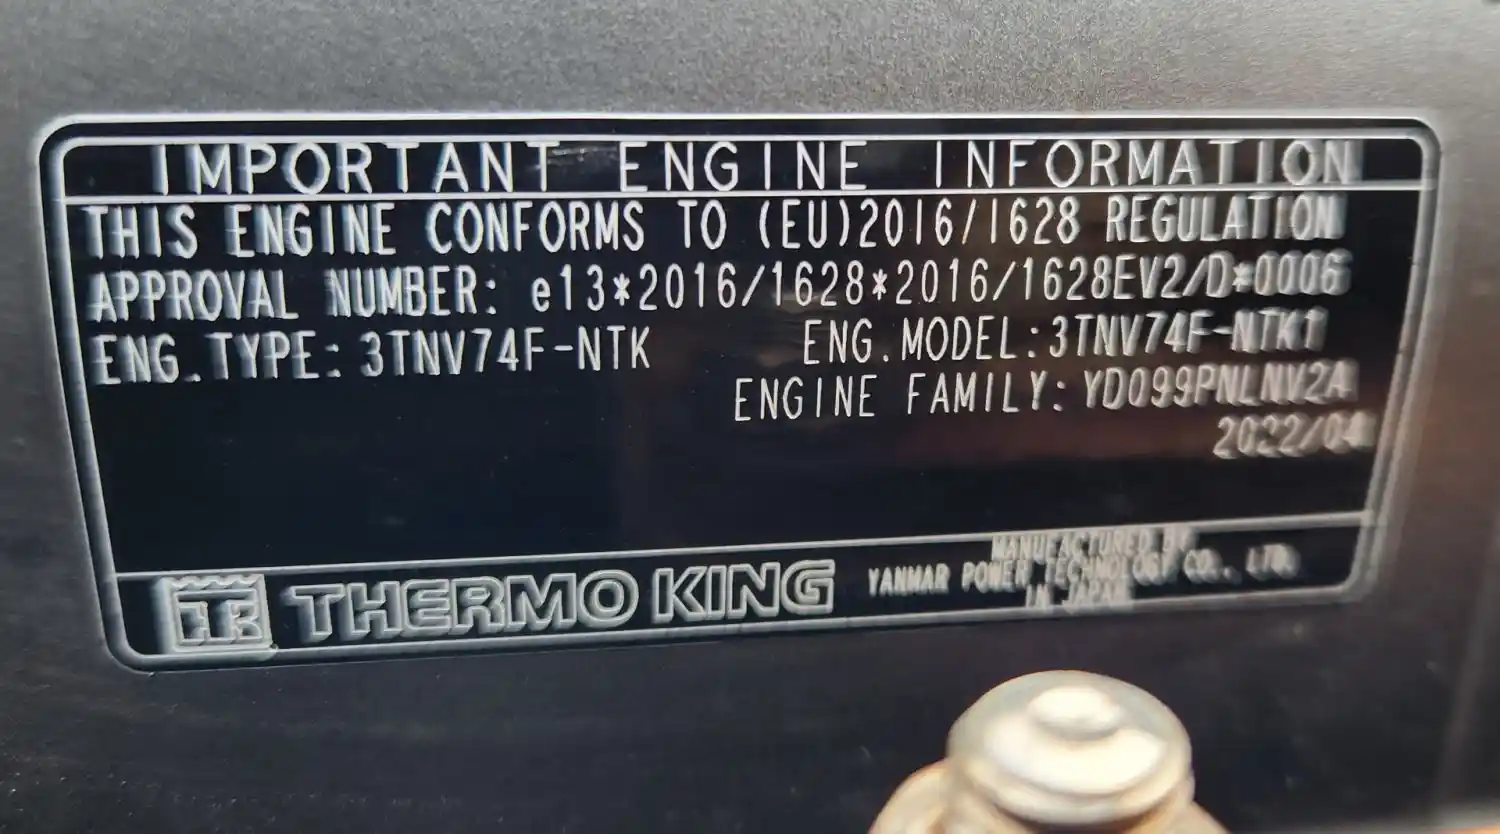 IMPORTANT ENGINE INFORMATION
THIS ENGINE CONFORMS TO (EU)2016/1628 REGULATION
APPROVAL NUMBER: e13*2016/1628*2016/1628EV2/D*0006
ENG.TYPE: 3TNV74F-NTK ENG.MODEL:3TNV74F-NTK1
ENGINE FAMILY: YD099PNLNV2A
2022/04
TK THERMO KING
MANUFACTURED BY
YANMAR POWER TECHNOLOGY CO., LTD.
IN JAPAN